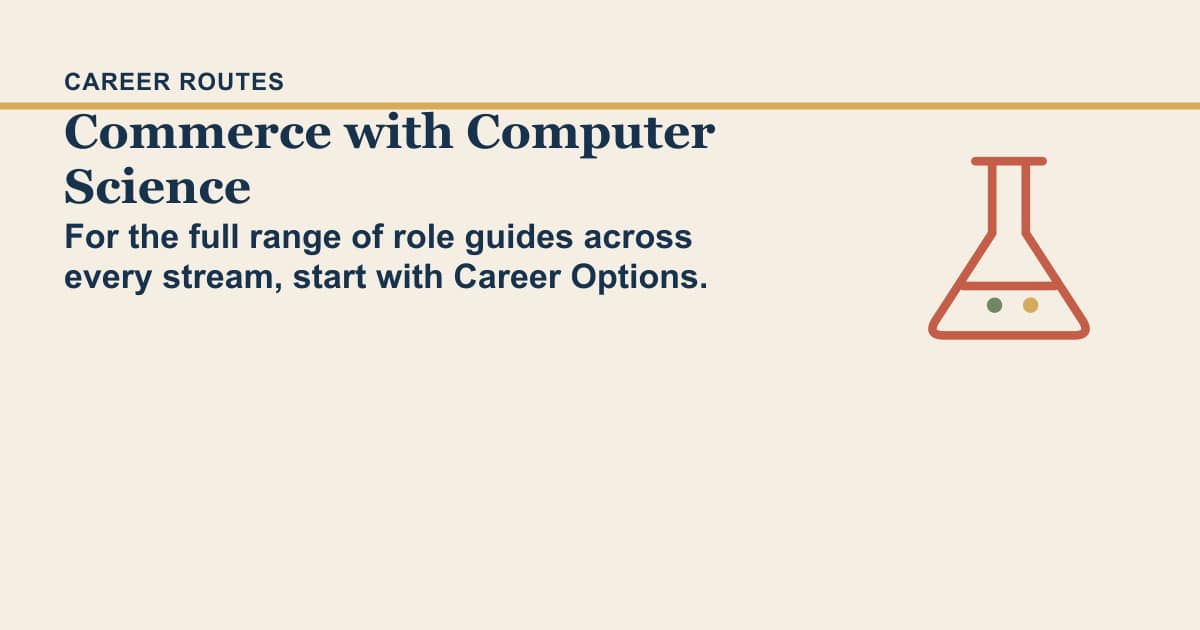 CAREER ROUTES
Commerce with Computer
Science
For the full range of role guides across
every stream, start with Career Options.